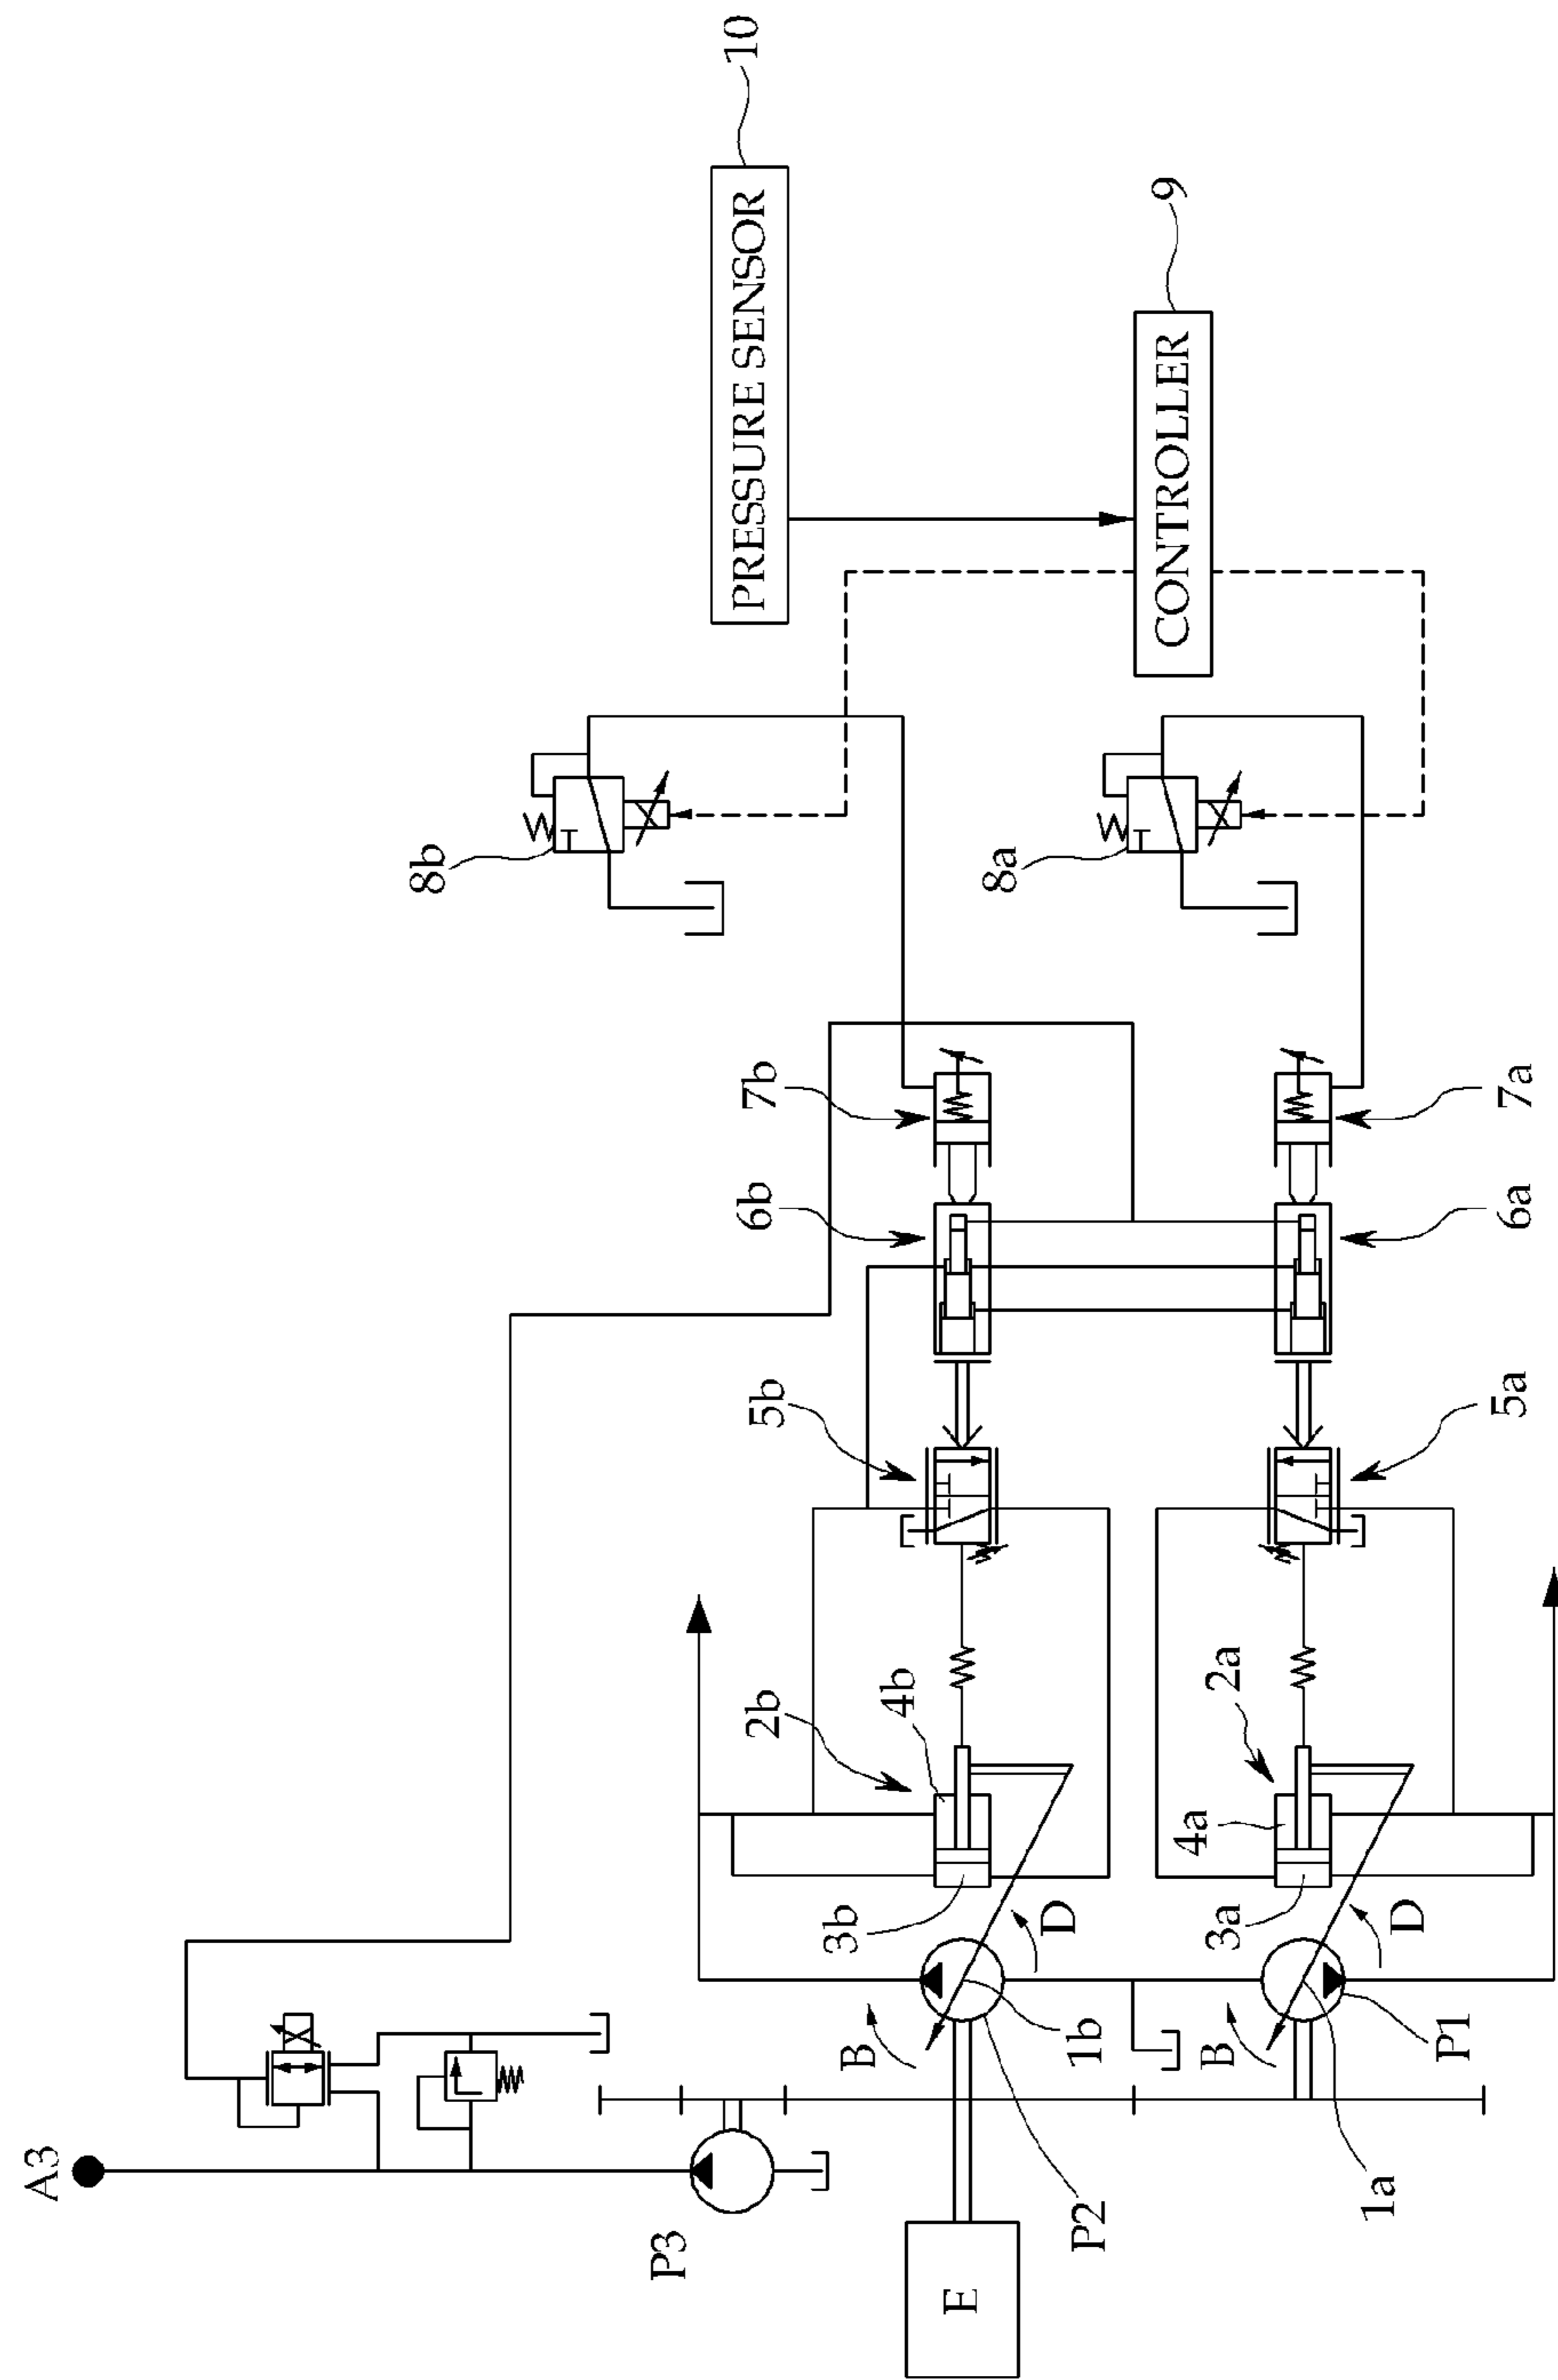 10
PRESSURE SENSOR
9
CONTROLLER
8b
8a
7b
7a
6b
6a
5b
5a
2b
4b
2a
4a
3b
3a
D
D
B
B
1b
P1
A3
P3
P2
1a
E